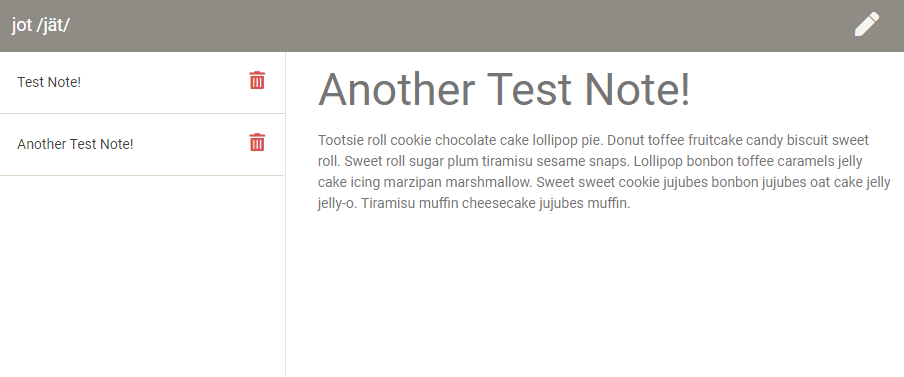 jot /jät/
Test Note!
Another Test Note!
Another Test Note!
Tootsie roll cookie chocolate cake lollipop pie. Donut toffee fruitcake candy biscuit sweet
roll. Sweet roll sugar plum tiramisu sesame snaps. Lollipop bonbon toffee caramels jelly
cake icing marzipan marshmallow. Sweet sweet cookie jujubes bonbon jujubes oat cake jelly
jelly-o. Tiramisu muffin cheesecake jujubes muffin.